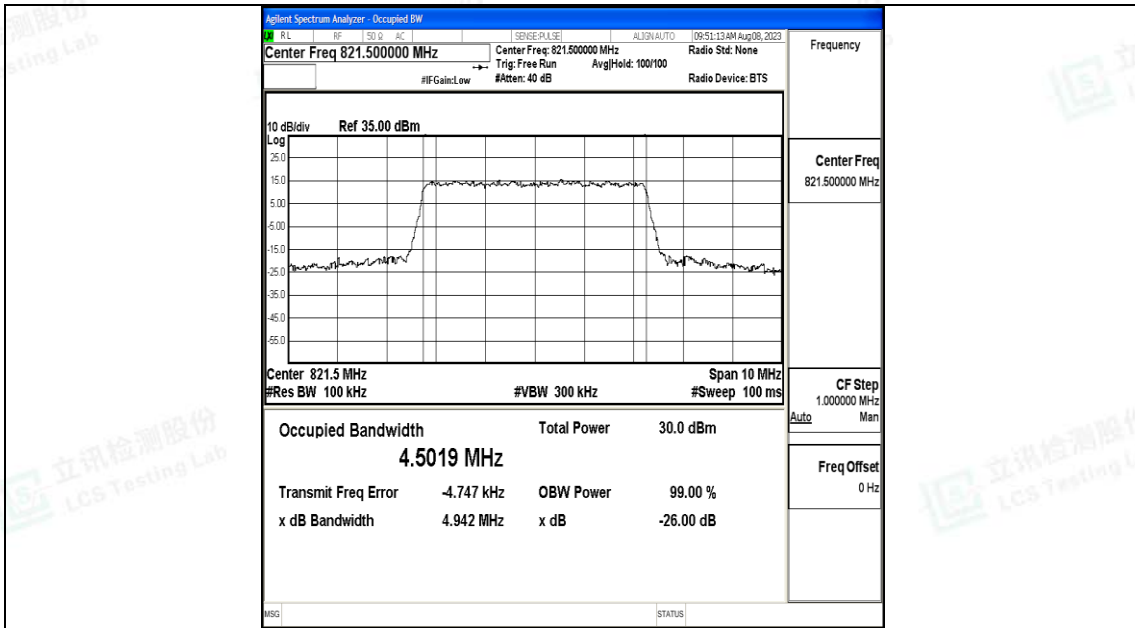 Agilent Spectrum Analyzer - Occupied BW
RL RF 50 Ω AC SENSE:PULSE ALIGN AUTO 09:51:13 AM Aug 08, 2023
Center Freq 821.500000 MHz
Center Freq: 821.500000 MHz Radio Std: None
Trig: Free Run Avg|Hold: 100/100
#IFGain:Low #Atten: 40 dB Radio Device: BTS
10 dB/div Ref 35.00 dBm
Log
25.0
15.0
5.00
-5.00
-15.0
-25.0
-35.0
-45.0
-55.0
Center 821.5 MHz Span 10 MHz
#Res BW 100 kHz #VBW 300 kHz #Sweep 100 ms
Occupied Bandwidth Total Power 30.0 dBm
4.5019 MHz
Transmit Freq Error -4.747 kHz OBW Power 99.00 %
x dB Bandwidth 4.942 MHz x dB -26.00 dB
MSG STATUS
Frequency
Center Freq
821.500000 MHz
CF Step
1.000000 MHz
Auto Man
Freq Offset
0 Hz
立讯检测股份
LCS Testing Lab